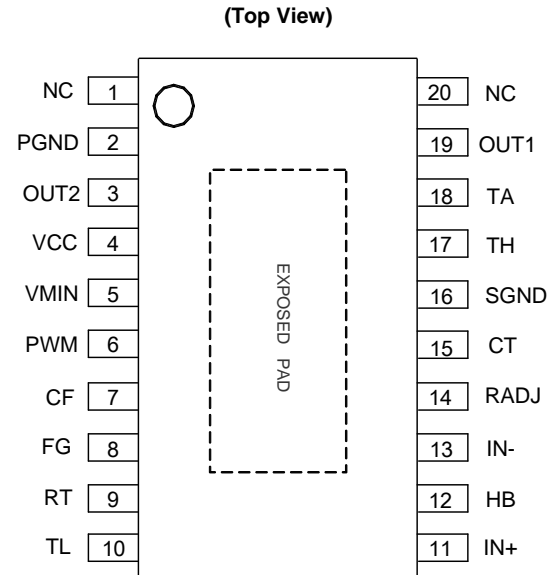 (Top View)
NC 1
PGND 2
OUT2 3
VCC 4
VMIN 5
PWM 6
CF 7
FG 8
RT 9
TL 10
EXPOSED PAD
20 NC
19 OUT1
18 TA
17 TH
16 SGND
15 CT
14 RADJ
13 IN-
12 HB
11 IN+